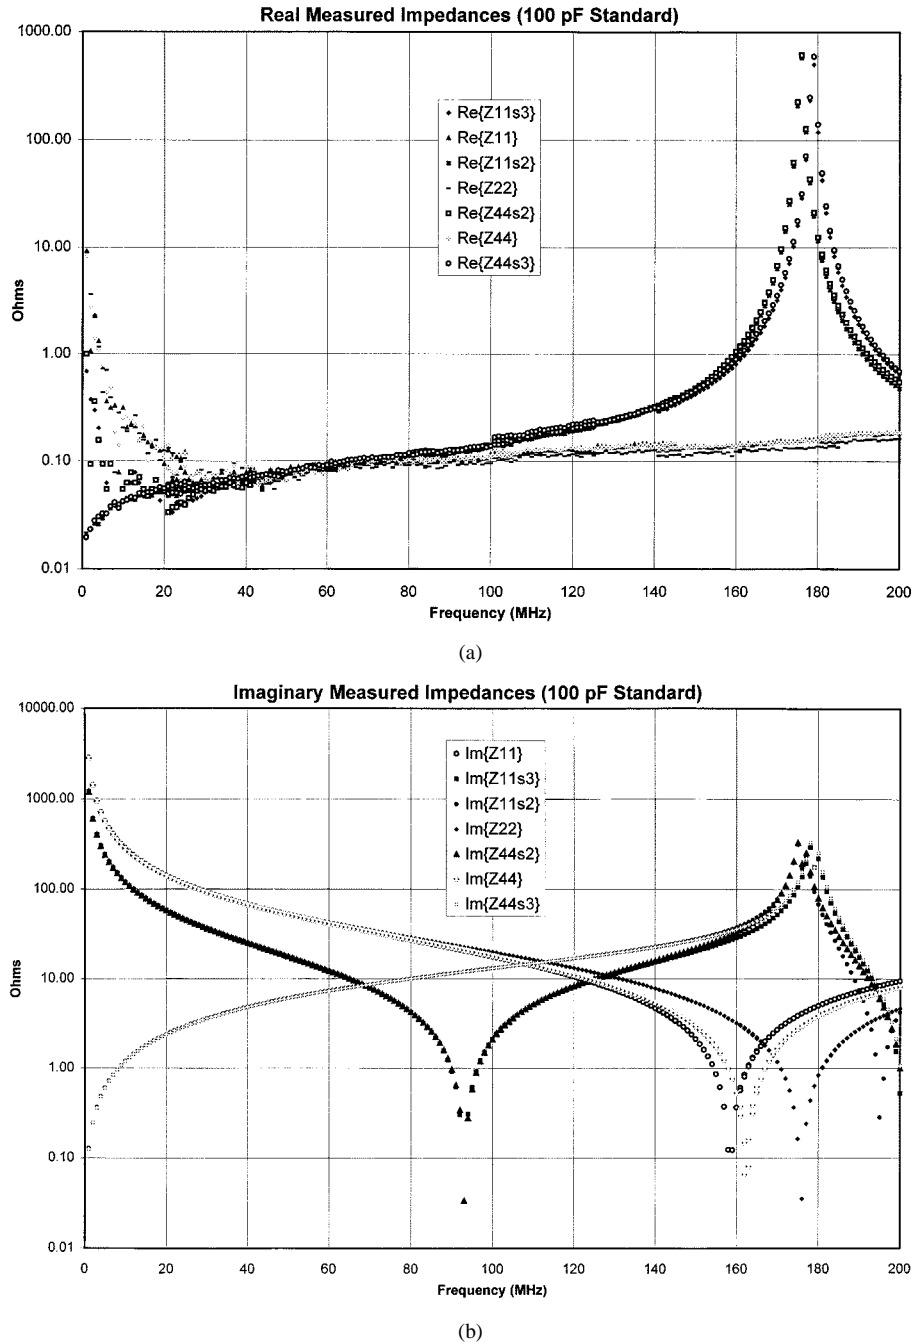 Real Measured Impedances (100 pF Standard)
1000.00
100.00
10.00
1.00
0.10
0.01
Ohms
Re{Z11s3}
Re{Z11}
Re{Z11s2}
Re{Z22}
Re{Z44s2}
Re{Z44}
Re{Z44s3}
0 20 40 60 80 100 120 140 160 180 200
Frequency (MHz)
(a)
Imaginary Measured Impedances (100 pF Standard)
10000.00
1000.00
100.00
10.00
1.00
0.10
0.01
Ohms
Im{Z11}
Im{Z11s3}
Im{Z11s2}
Im{Z22}
Im{Z44s2}
Im{Z44}
Im{Z44s3}
0 20 40 60 80 100 120 140 160 180 200
Frequency (MHz)
(b)